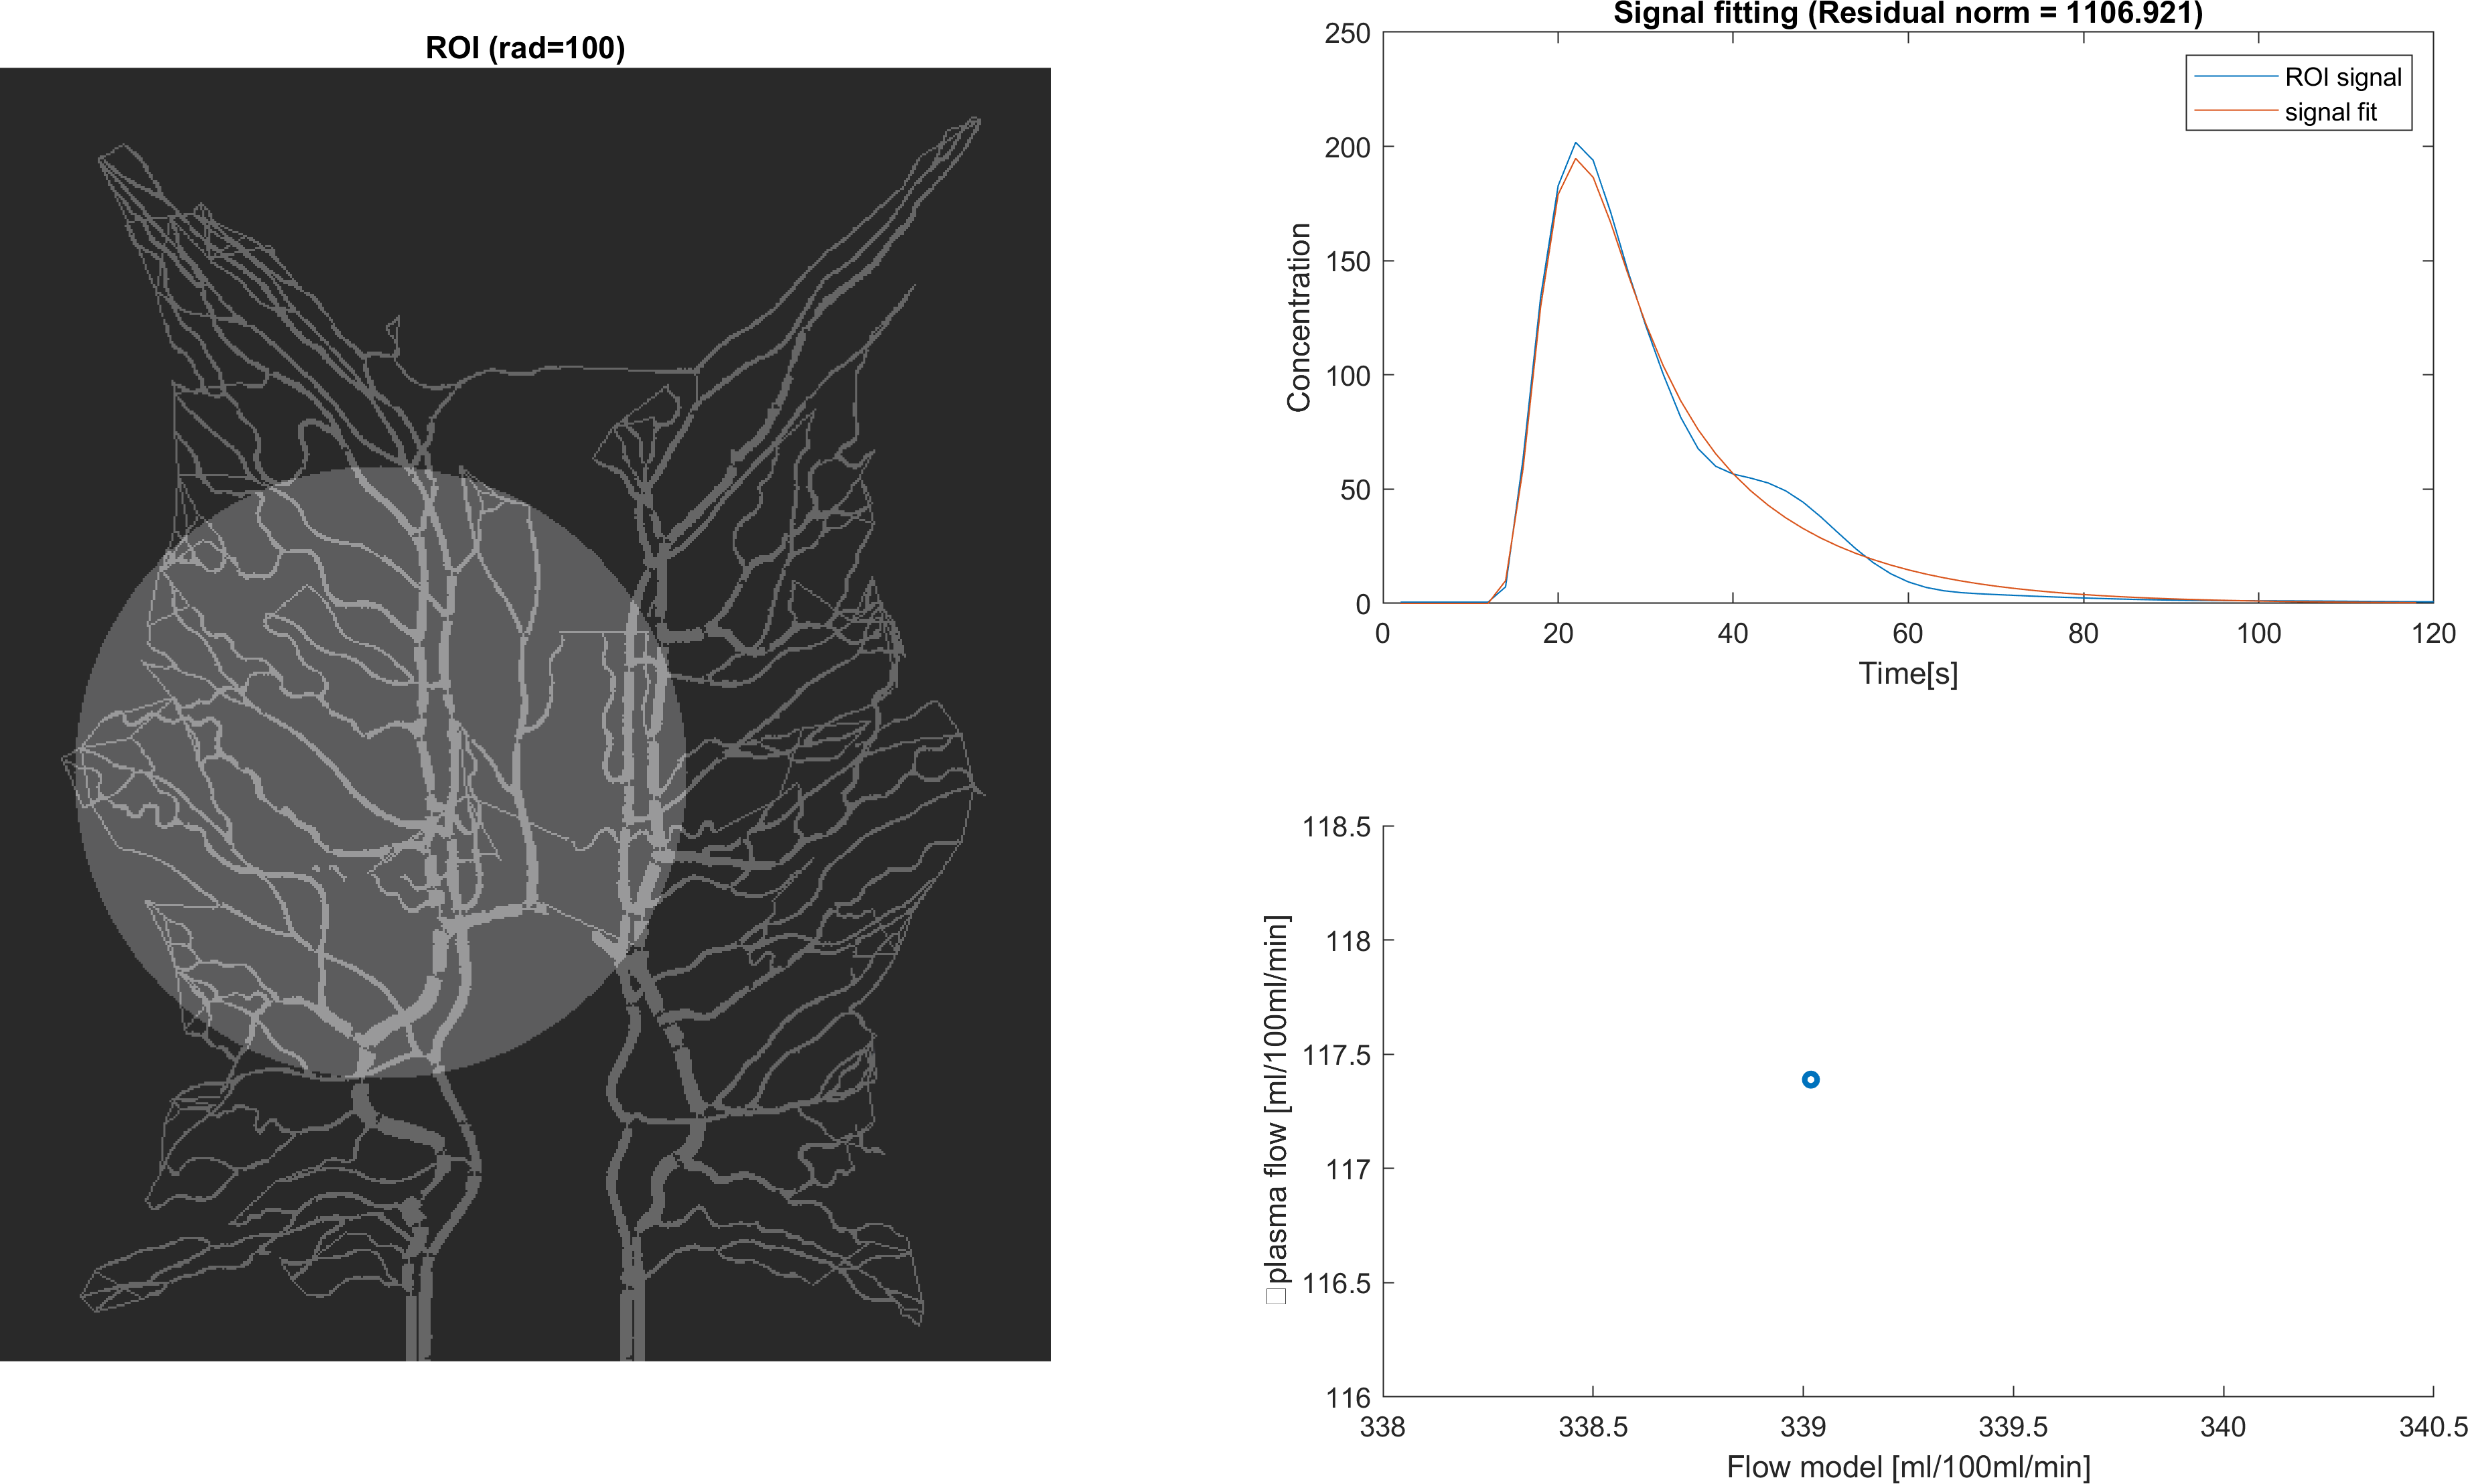 ROI (rad=100)
Signal fitting (Residual norm = 1106.921)
250
200
150
100
50
0
Concentration
ROI signal
signal fit
0 20 40 60 80 100 120
Time[s]
118.5
118
117.5
117
116.5
116
□plasma flow [ml/100ml/min]
338 338.5 339 339.5 340 340.5
Flow model [ml/100ml/min]